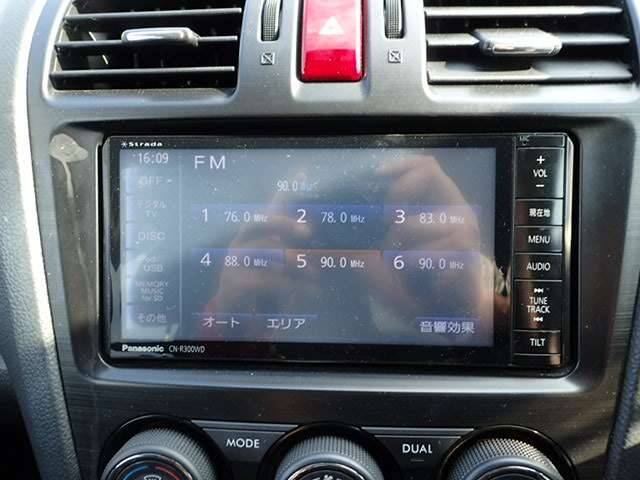 Strada
MIC
16:09 FM
OFF
90.0 MHz
1 76.0 MHz 2 78.0 MHz 3 83.0 MHz
4 88.0 MHz 5 90.0 MHz 6 90.0 MHz
デジタル
TV
DISC
USB
MEMORY
MUSIC
for SD
その他
オート エリア 音響効果
Panasonic CN-R300WD
+
VOL
−
現在地
MENU
AUDIO
TUNE
TRACK
TILT
MODE DUAL